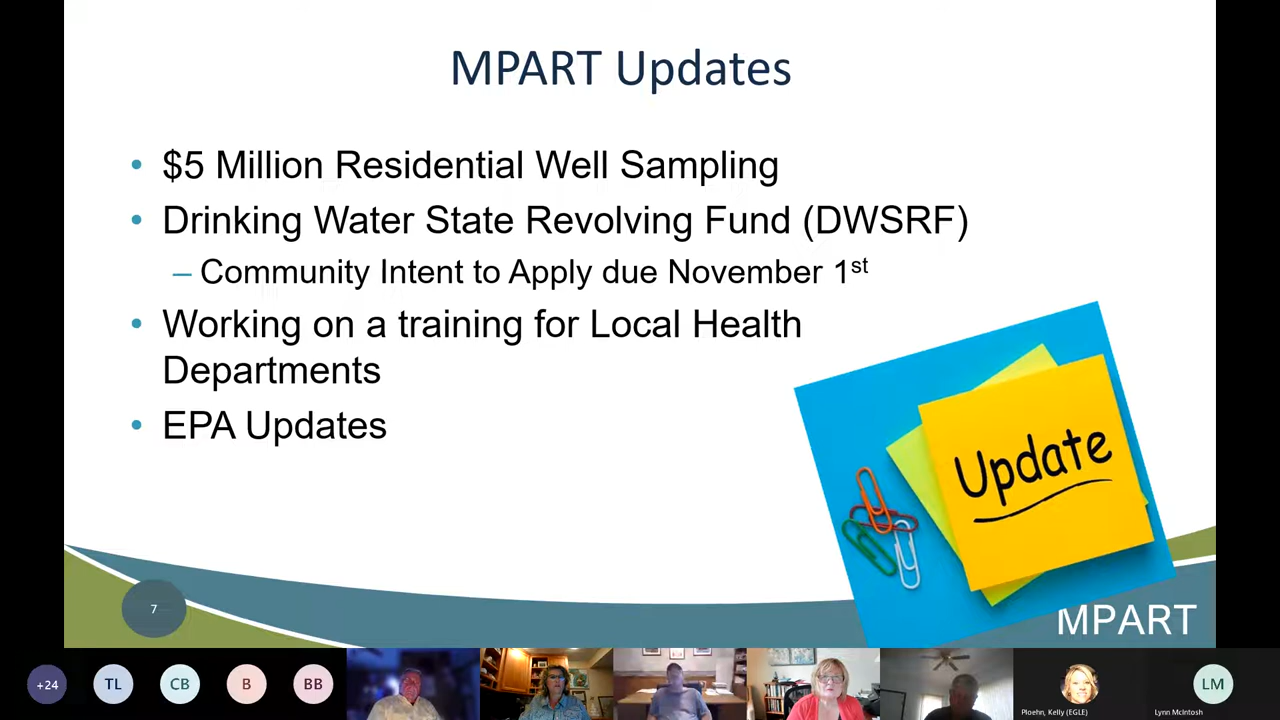 MPART Updates
• $5 Million Residential Well Sampling
• Drinking Water State Revolving Fund (DWSRF)
– Community Intent to Apply due November 1st
• Working on a training for Local Health
Departments
• EPA Updates
Update
7
MPART
+24
TL
CB
B
BB
LM
Ploehn, Kelly (EGLE)
Lynn McIntosh